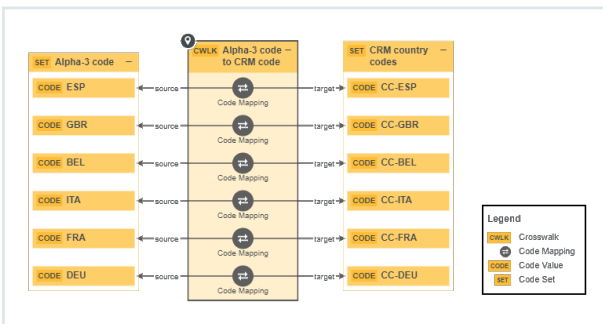 SET Alpha-3 code −
CWLK Alpha-3 code −
to CRM code
SET CRM country −
codes
CODE ESP
source
Code Mapping
target
CODE CC-ESP
CODE GBR
source
Code Mapping
target
CODE CC-GBR
CODE BEL
source
Code Mapping
target
CODE CC-BEL
CODE ITA
source
Code Mapping
target
CODE CC-ITA
CODE FRA
source
Code Mapping
target
CODE CC-FRA
CODE DEU
source
Code Mapping
target
CODE CC-DEU
Legend
CWLK Crosswalk
Code Mapping
CODE Code Value
SET Code Set